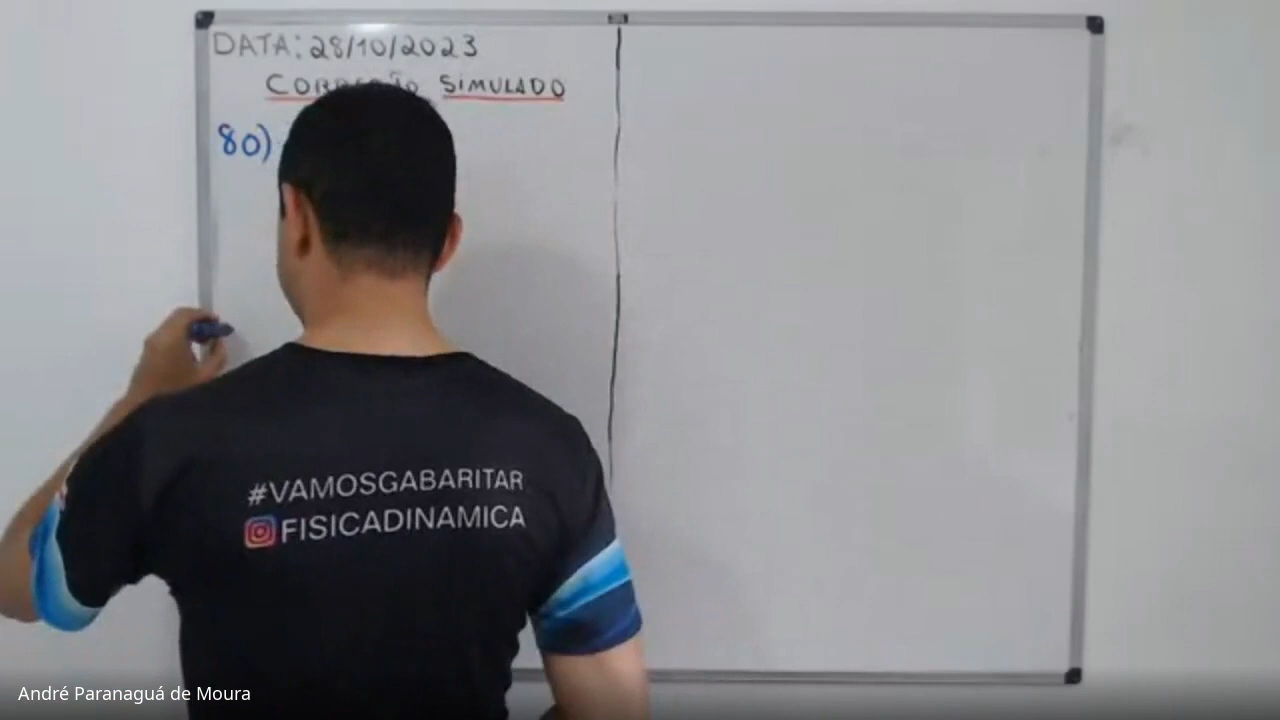 DATA: 28/10/2023
SIMULADO
80)
#VAMOSGABARITAR
FISICADINAMICA
André Paranaguá de Moura